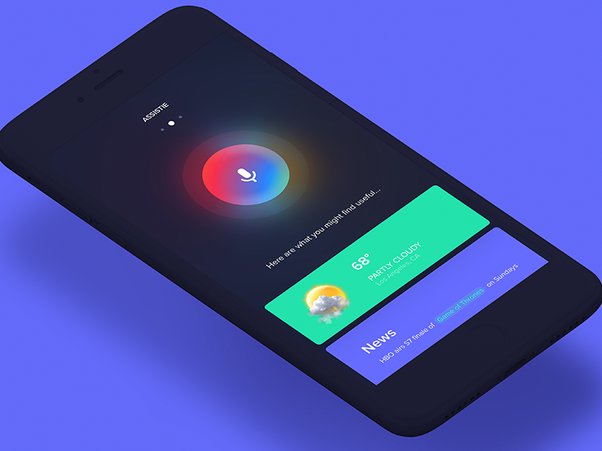 ASSISTIE
Here are what you might find useful...
68°
PARTLY CLOUDY
Los Angeles, CA
News
HBO airs S7 finale of Game of Thrones on Sundays